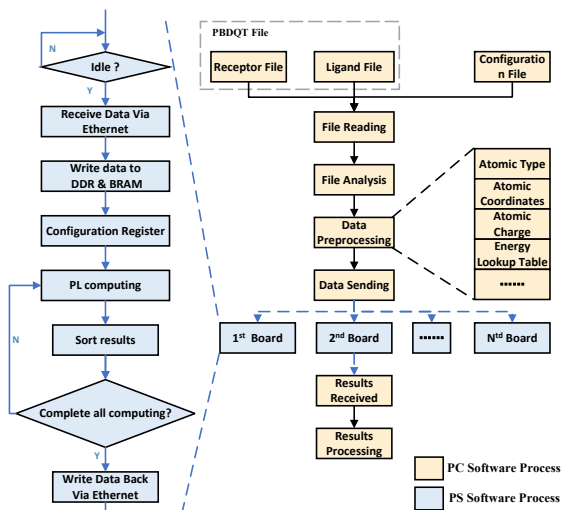 N
Idle ?
Y
Receive Data Via
Ethernet
Write data to
DDR & BRAM
Configuration Register
PL computing
N
Sort results
Complete all computing?
Y
Write Data Back
Via Ethernet
PBDQT File
Receptor File
Ligand File
Configuratio
n File
File Reading
File Analysis
Data
Preprocessing
Data Sending
Atomic Type
Atomic
Coordinates
Atomic
Charge
Energy
Lookup Table
······
1st Board
2nd Board
······
Ntd Board
Results
Received
Results
Processing
PC Software Process
PS Software Process